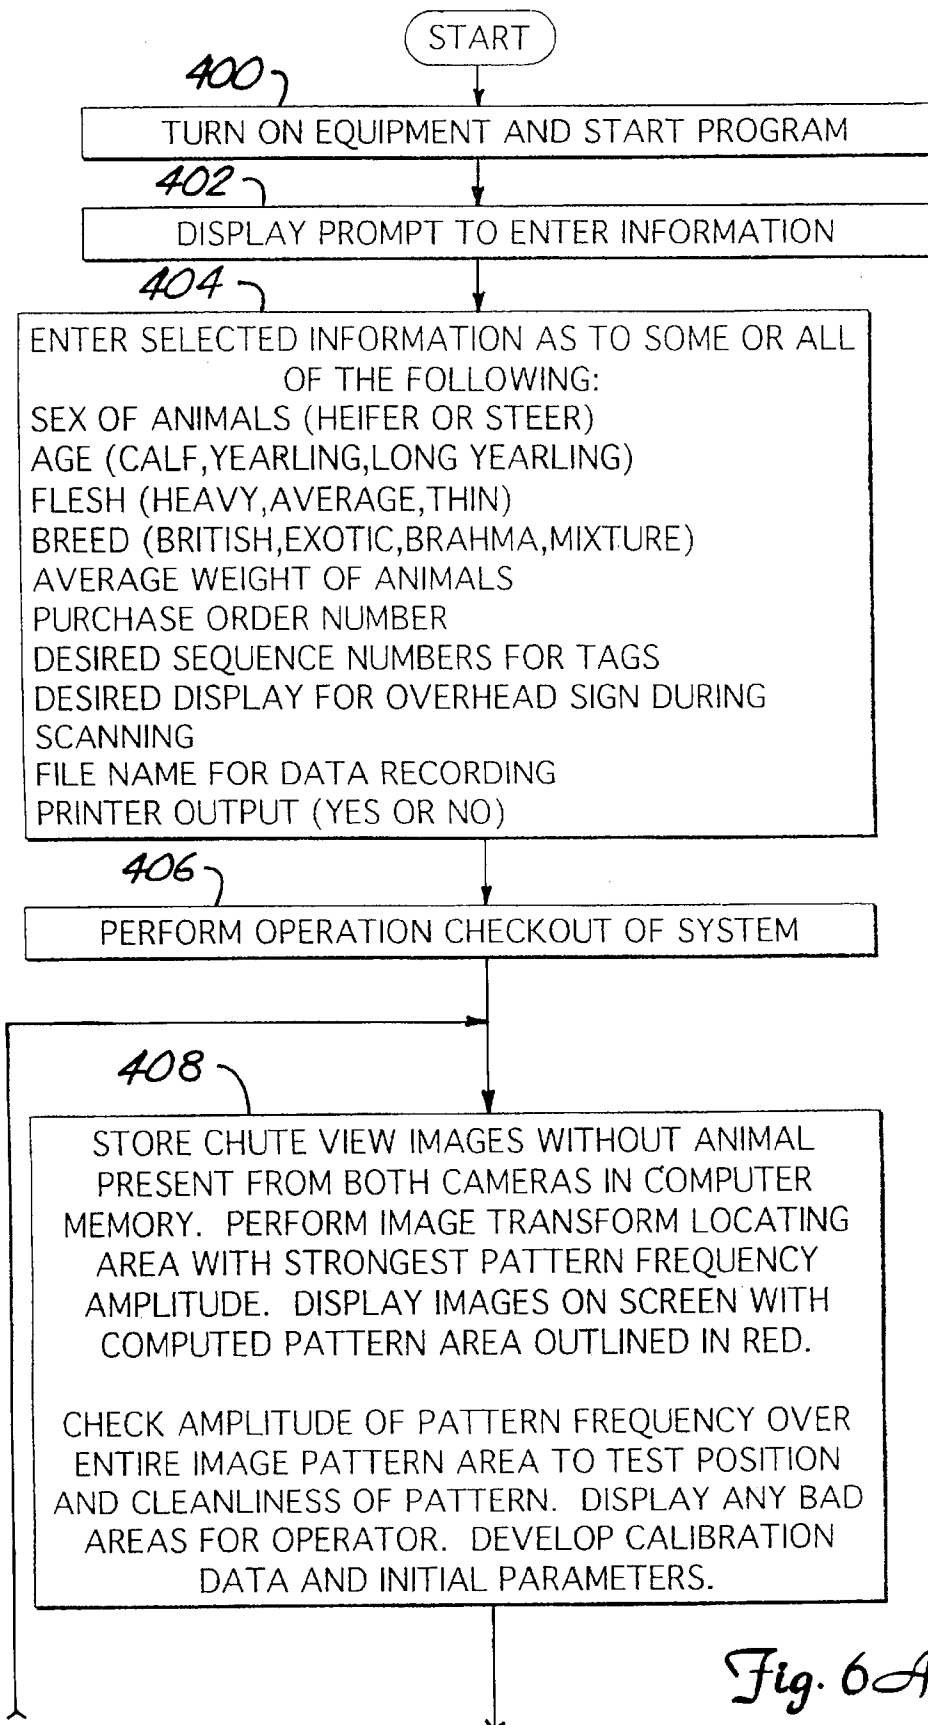 START
400
TURN ON EQUIPMENT AND START PROGRAM
402
DISPLAY PROMPT TO ENTER INFORMATION
404
ENTER SELECTED INFORMATION AS TO SOME OR ALL
OF THE FOLLOWING:
SEX OF ANIMALS (HEIFER OR STEER)
AGE (CALF,YEARLING,LONG YEARLING)
FLESH (HEAVY,AVERAGE,THIN)
BREED (BRITISH,EXOTIC,BRAHMA,MIXTURE)
AVERAGE WEIGHT OF ANIMALS
PURCHASE ORDER NUMBER
DESIRED SEQUENCE NUMBERS FOR TAGS
DESIRED DISPLAY FOR OVERHEAD SIGN DURING
SCANNING
FILE NAME FOR DATA RECORDING
PRINTER OUTPUT (YES OR NO)
406
PERFORM OPERATION CHECKOUT OF SYSTEM
408
STORE CHUTE VIEW IMAGES WITHOUT ANIMAL
PRESENT FROM BOTH CAMERAS IN COMPUTER
MEMORY. PERFORM IMAGE TRANSFORM LOCATING
AREA WITH STRONGEST PATTERN FREQUENCY
AMPLITUDE. DISPLAY IMAGES ON SCREEN WITH
COMPUTED PATTERN AREA OUTLINED IN RED.
CHECK AMPLITUDE OF PATTERN FREQUENCY OVER
ENTIRE IMAGE PATTERN AREA TO TEST POSITION
AND CLEANLINESS OF PATTERN. DISPLAY ANY BAD
AREAS FOR OPERATOR. DEVELOP CALIBRATION
DATA AND INITIAL PARAMETERS.
Fig. 6A